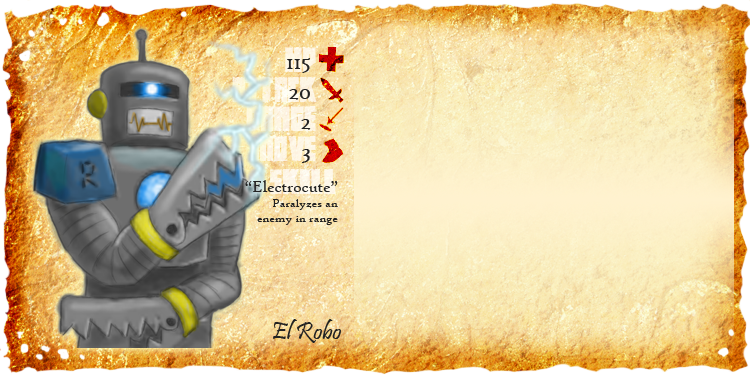 115
20
2
3
R
“Electrocute”
Paralyzes an
enemy in range
El Robo